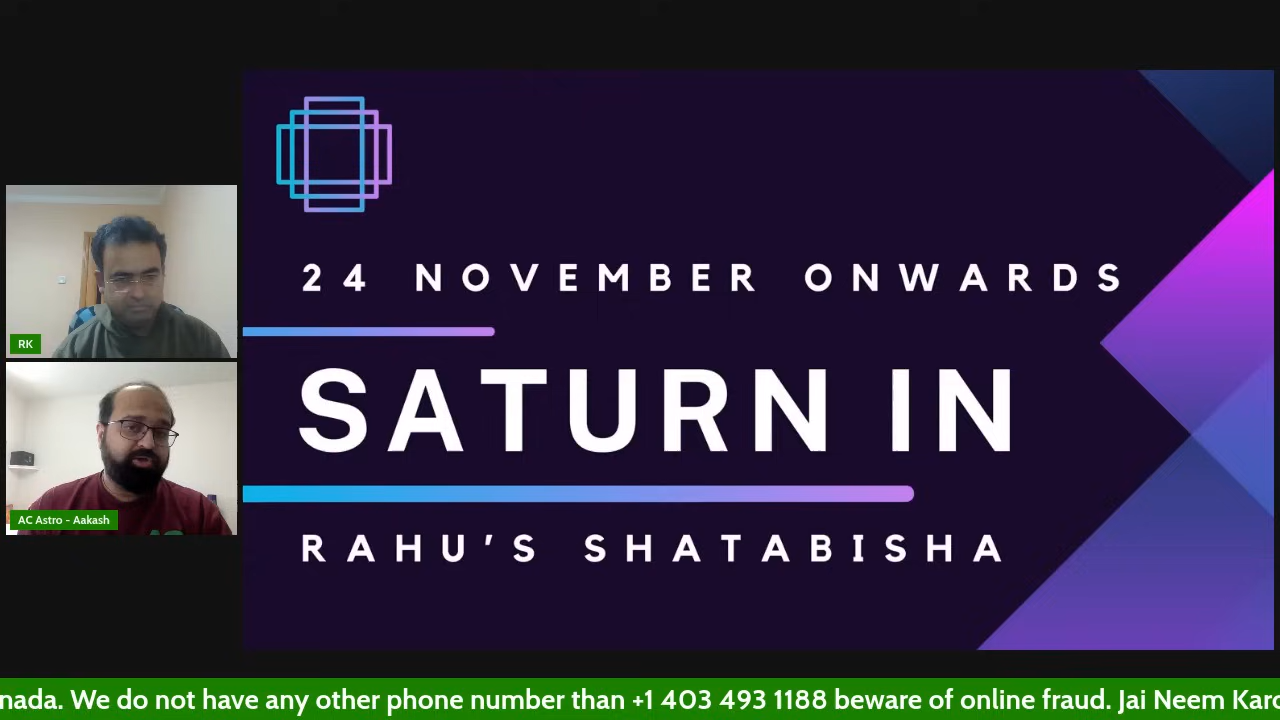 24 NOVEMBER ONWARDS
SATURN IN
RAHU'S SHATABISHA
RK
AC Astro - Aakash
nada. We do not have any other phone number than +1 403 493 1188 beware of online fraud. Jai Neem Karo